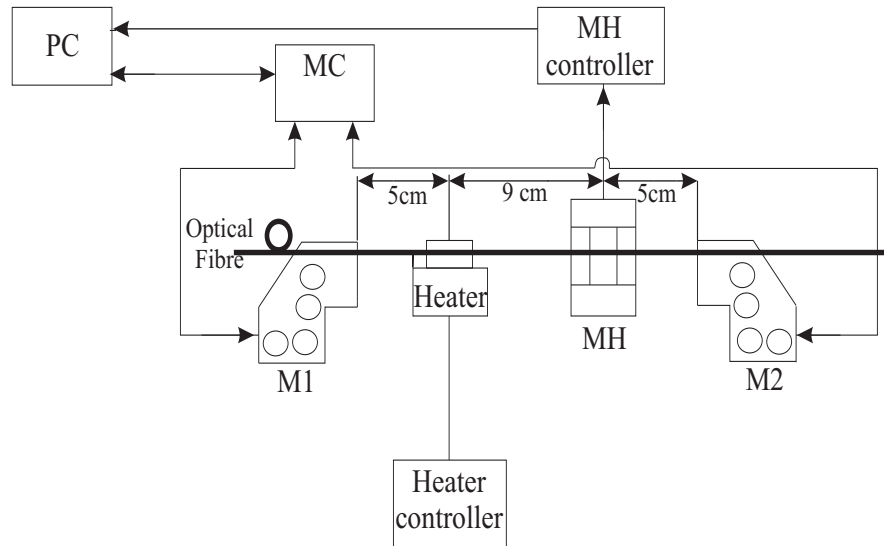 PC
MC
MH
controller
5cm
9 cm
5cm
Optical
Fibre
Heater
MH
M1
M2
Heater
controller